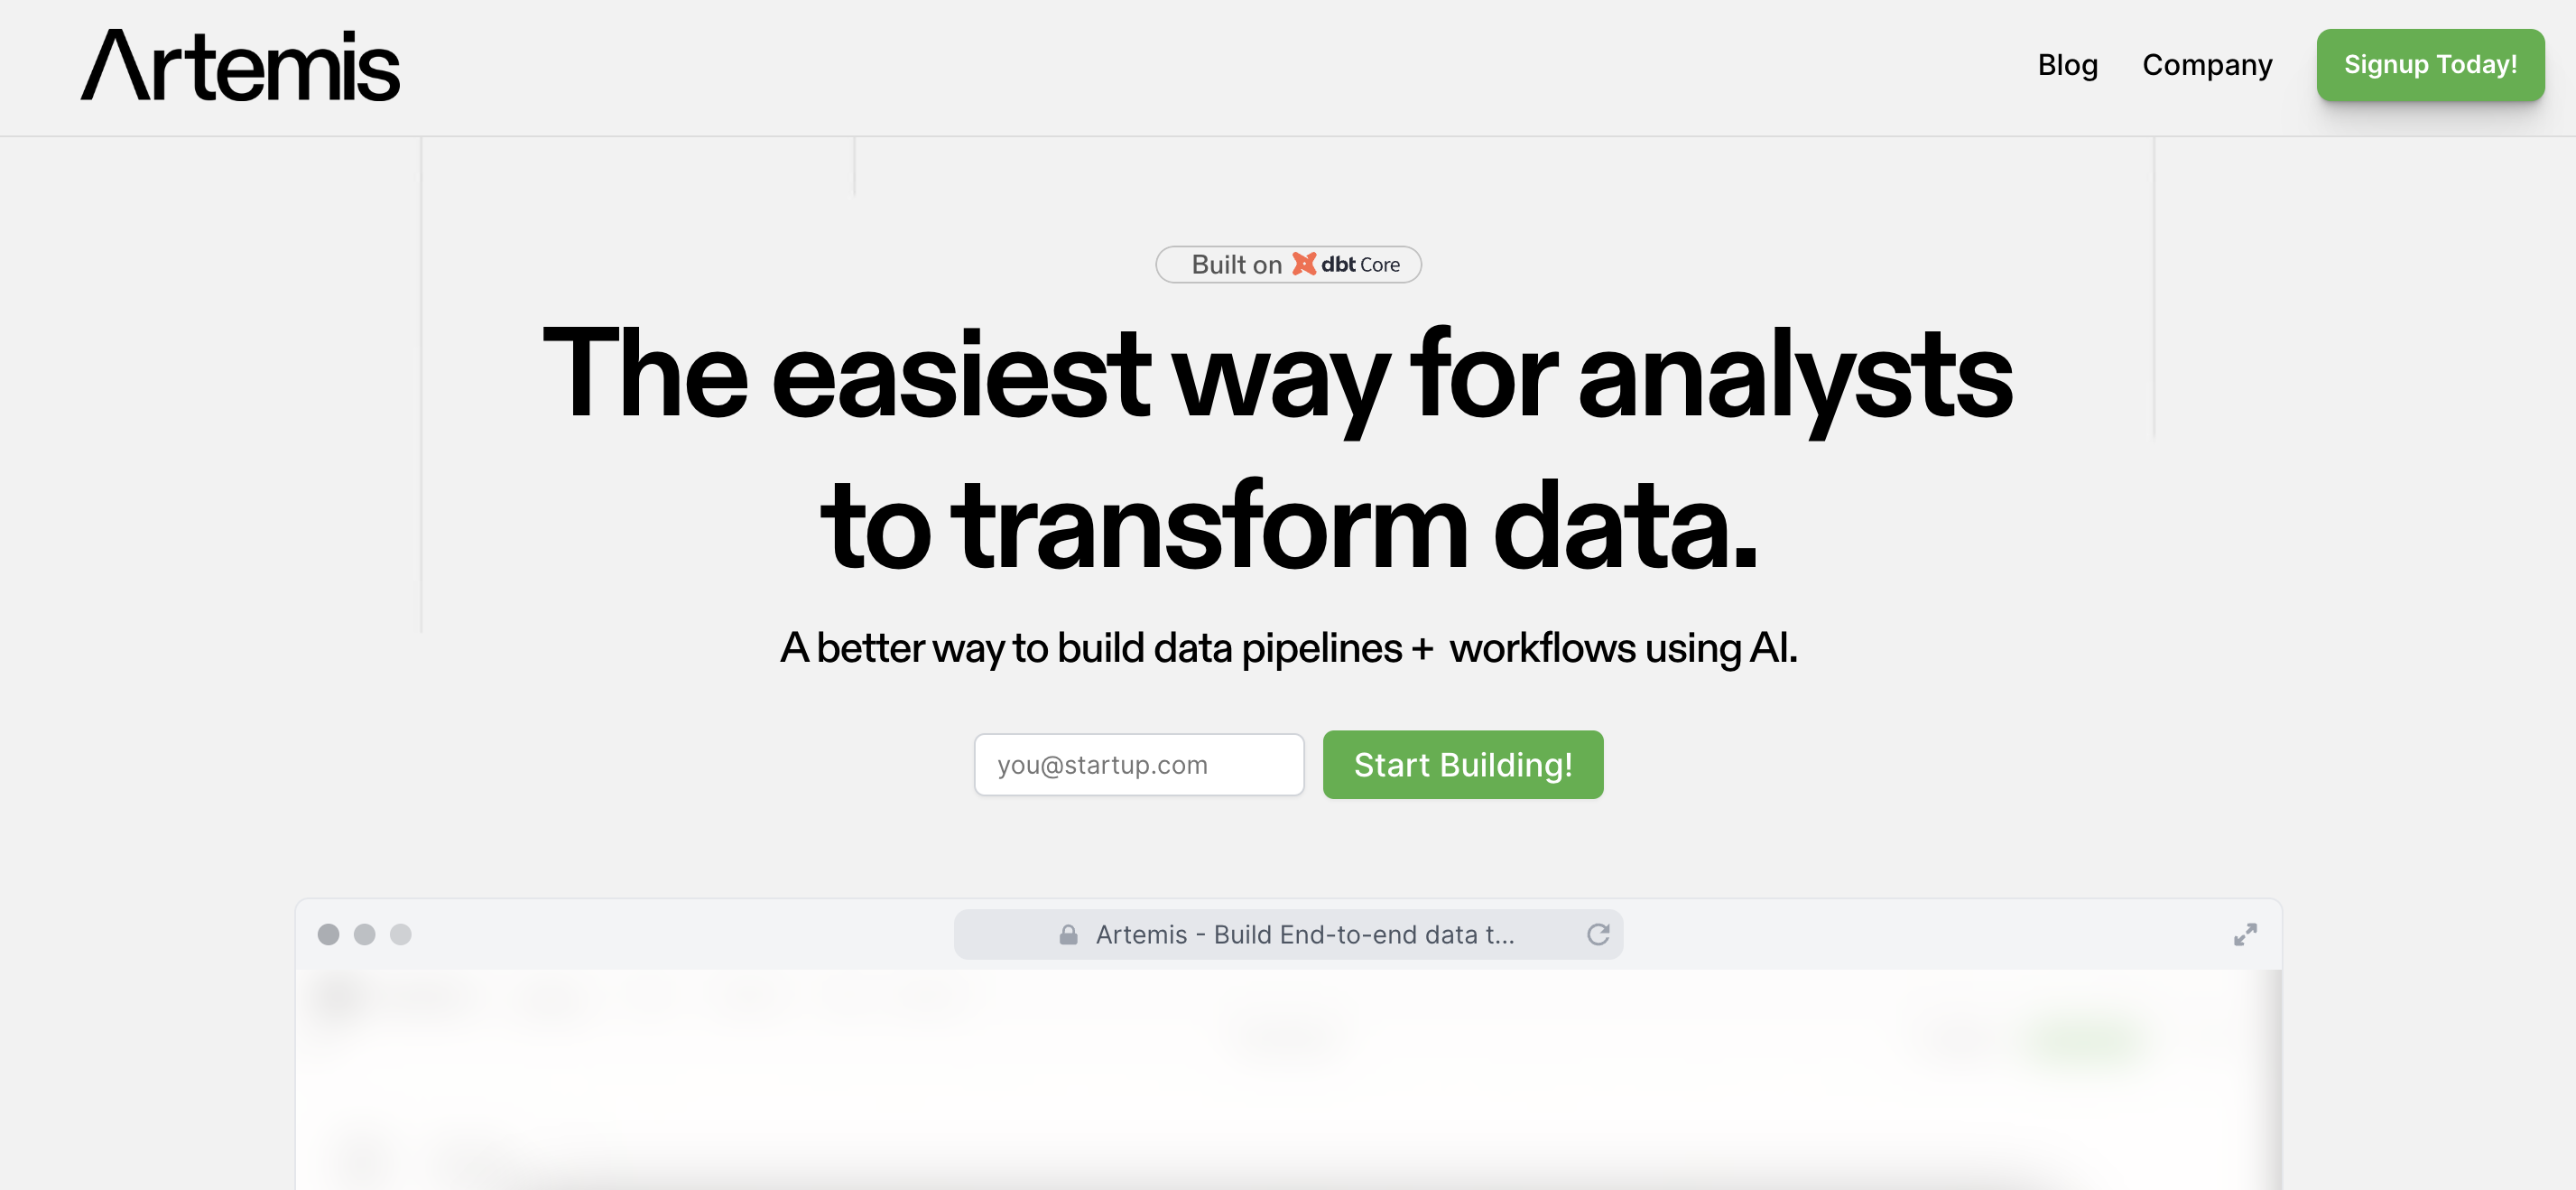 Artemis
Blog
Company
Signup Today!
Built on dbt Core
The easiest way for analysts
to transform data.
A better way to build data pipelines + workflows using AI.
you@startup.com
Start Building!
Artemis - Build End-to-end data t...